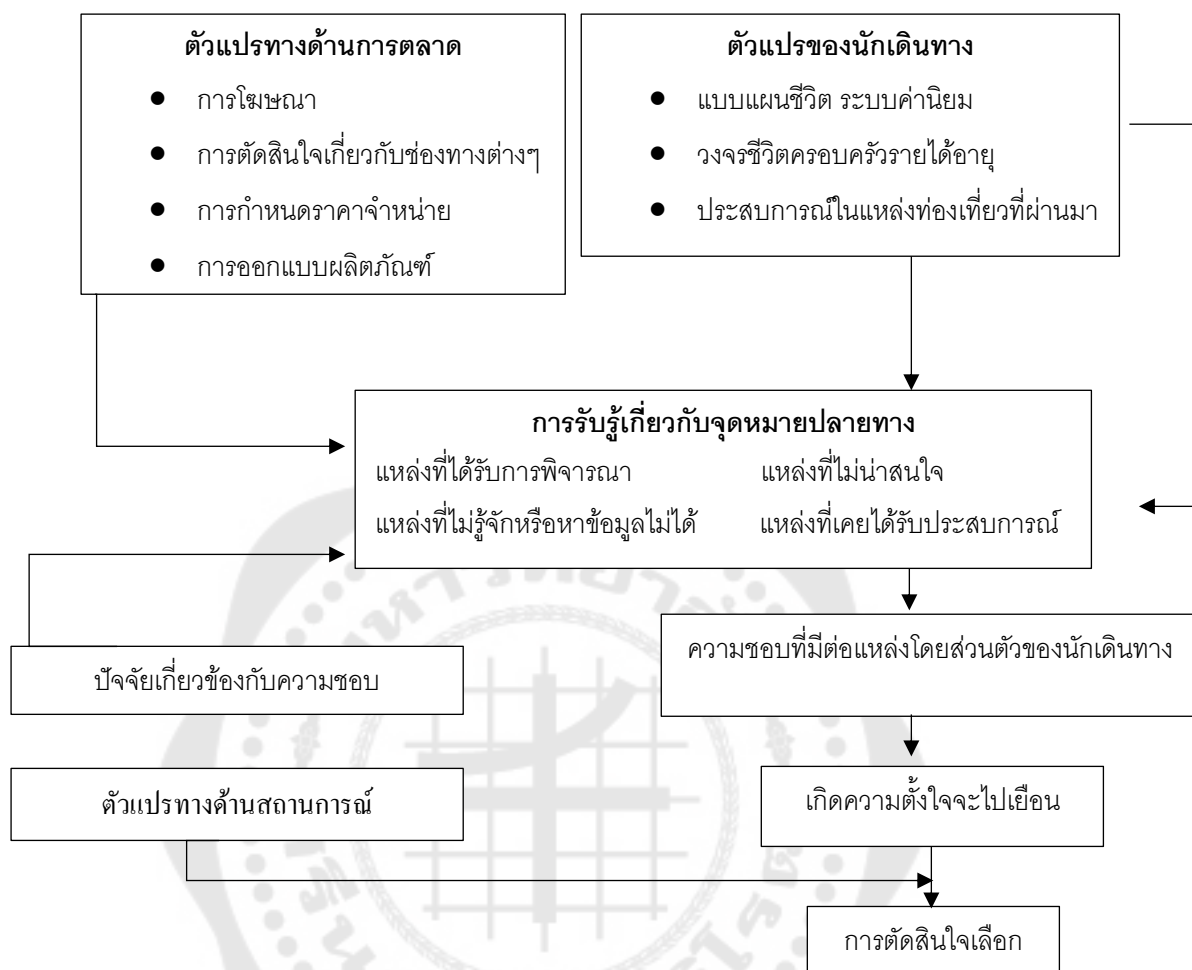 ตัวแปรทางด้านการตลาด
● การโฆษณา
● การตัดสินใจเกี่ยวกับช่องทางต่างๆ
● การกำหนดราคาจำหน่าย
● การออกแบบผลิตภัณฑ์
ตัวแปรของนักเดินทาง
● แบบแผนชีวิต ระบบค่านิยม
● วงจรชีวิตครอบครัวรายได้อายุ
● ประสบการณ์ในแหล่งท่องเที่ยวที่ผ่านมา
การรับรู้เกี่ยวกับจุดหมายปลายทาง
แหล่งที่ได้รับการพิจารณา แหล่งที่ไม่น่าสนใจ
แหล่งที่ไม่รู้จักหรือหาข้อมูลไม่ได้ แหล่งที่เคยได้รับประสบการณ์
ปัจจัยเกี่ยวข้องกับความชอบ
ความชอบที่มีต่อแหล่งโดยส่วนตัวของนักเดินทาง
ตัวแปรทางด้านสถานการณ์
เกิดความตั้งใจจะไปเยือน
การตัดสินใจเลือก